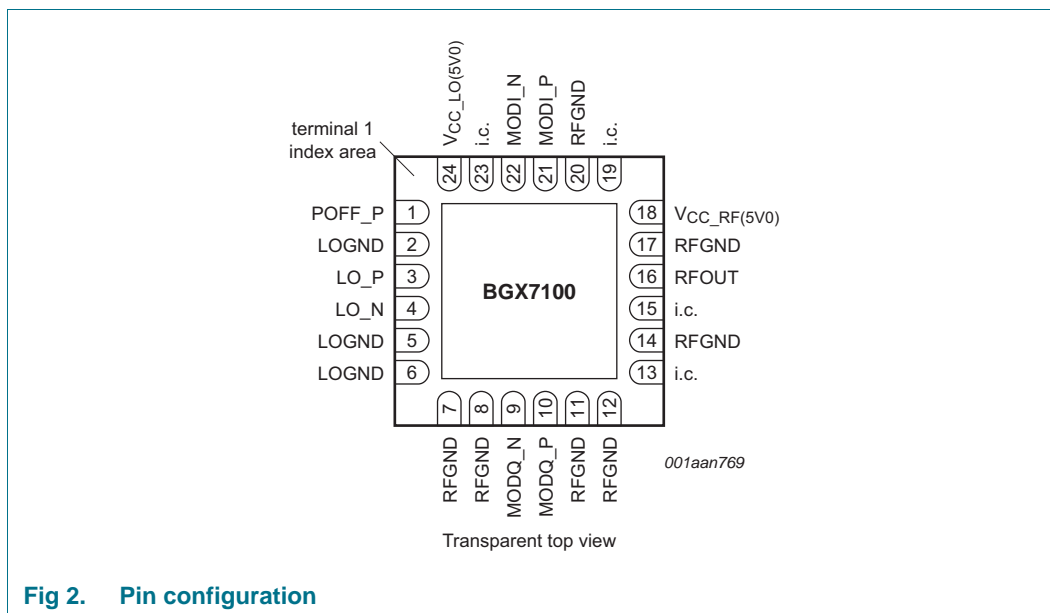 VCC_LO(5V0)
i.c.
MODI_N
MODI_P
RFGND
i.c.
terminal 1
index area
24 23 22 21 20 19
POFF_P 1
LOGND 2
LO_P 3
LO_N 4
LOGND 5
LOGND 6
BGX7100
18 VCC_RF(5V0)
17 RFGND
16 RFOUT
15 i.c.
14 RFGND
13 i.c.
7 8 9 10 11 12
RFGND
RFGND
MODQ_N
MODQ_P
RFGND
RFGND
001aan769
Transparent top view
Fig 2. Pin configuration